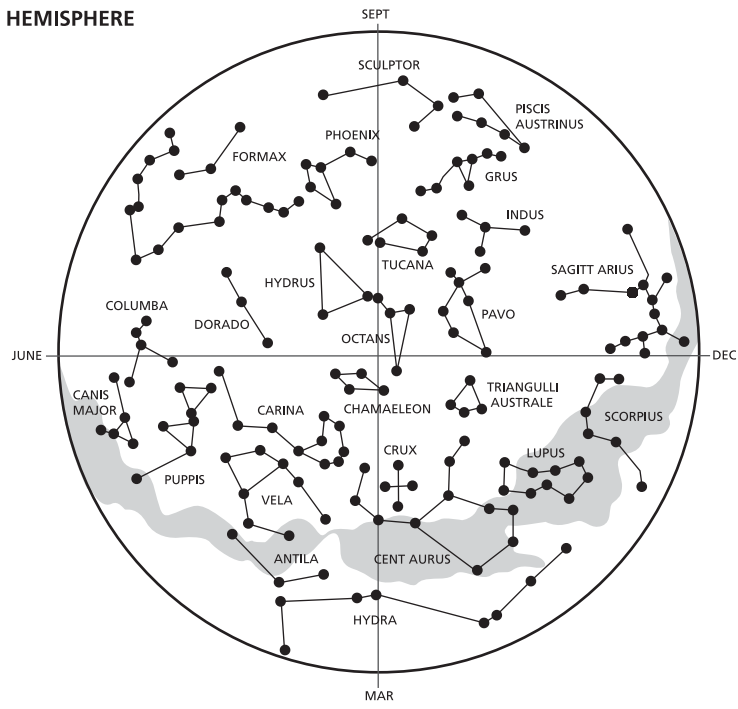 HEMISPHERE
SEPT
SCULPTOR
PISCIS
AUSTRINUS
PHOENIX
FORMAX
GRUS
INDUS
TUCANA
SAGITT ARIUS
HYDRUS
COLUMBA
DORADO
OCTANS
PAVO
JUNE
DEC
CANIS
MAJOR
CARINA
CHAMAELEON
TRIANGULLI
AUSTRALE
SCORPIUS
CRUX
LUPUS
PUPPIS
VELA
ANTILA
CENT AURUS
HYDRA
MAR